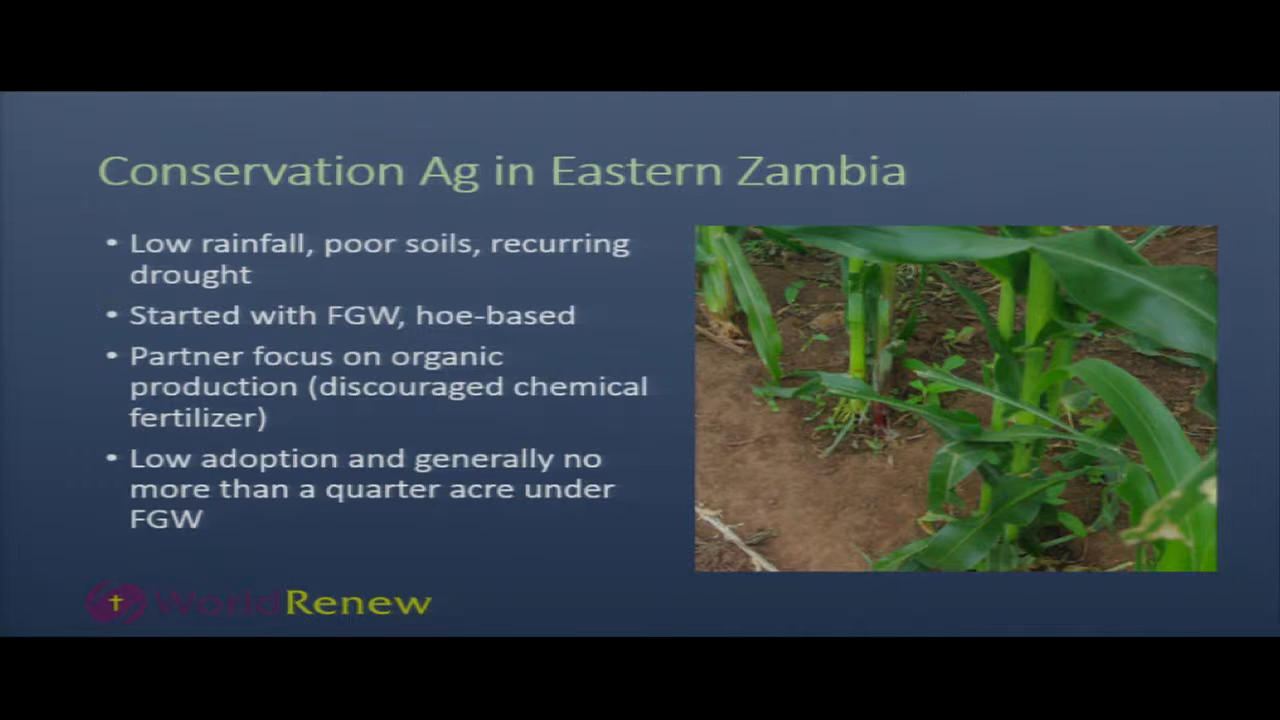 Conservation Ag in Eastern Zambia
• Low rainfall, poor soils, recurring
drought
• Started with FGW, hoe-based
• Partner focus on organic
production (discouraged chemical
fertilizer)
• Low adoption and generally no
more than a quarter acre under
FGW
WorldRenew